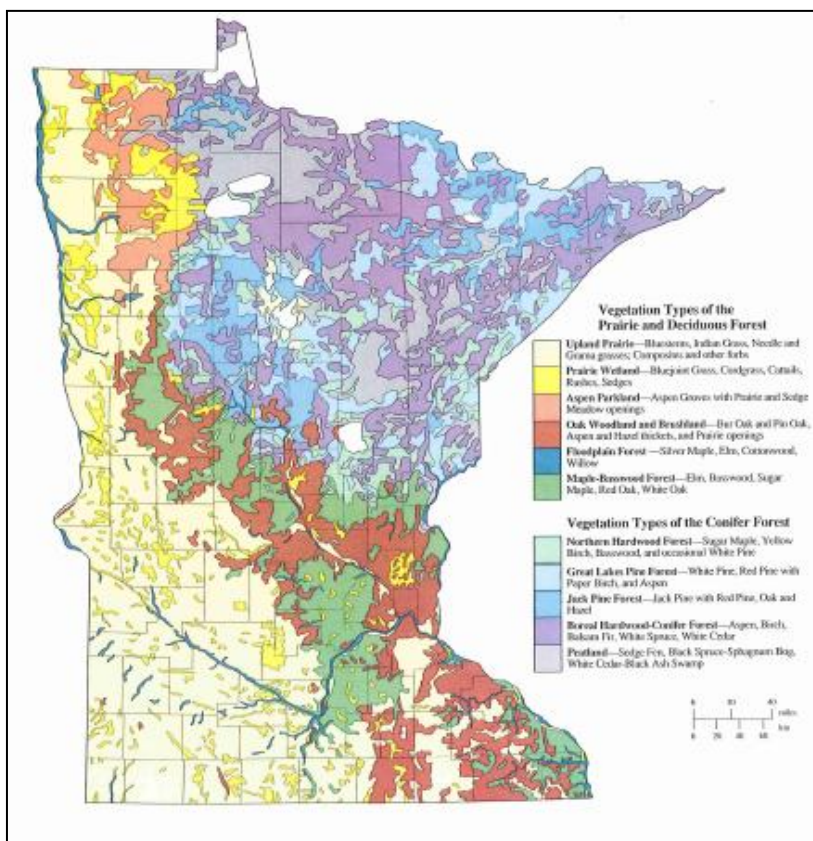 Vegetation Types of the
Prairie and Deciduous Forest
Upland Prairie—Bluestems, Indian Grass, Needle and
Grama grasses; Composites and other forbs
Prairie Wetland—Bluejoint Grass, Cordgrass, Cattails,
Rushes, Sedges
Aspen Parkland—Aspen Groves with Prairie and Sedge
Meadow openings
Oak Woodland and Brushland—Bur Oak and Pin Oak,
Aspen and Hazel thickets, and Prairie openings
Floodplain Forest—Silver Maple, Elm, Cottonwood,
Willow
Maple-Basswood Forest—Elm, Basswood, Sugar
Maple, Red Oak, White Oak
Vegetation Types of the Conifer Forest
Northern Hardwood Forest—Sugar Maple, Yellow
Birch, Basswood, and occasional White Pine
Great Lakes Pine Forest—White Pine, Red Pine with
Paper Birch, and Aspen
Jack Pine Forest—Jack Pine with Red Pine, Oak and
Hazel
Boreal Hardwood-Conifer Forest—Aspen, Birch,
Balsam Fir, White Spruce, White Cedar
Peatland—Sedge Fen, Black Spruce-Sphagnum Bog,
White Cedar-Black Ash Swamp
miles
km
0 20 40 60